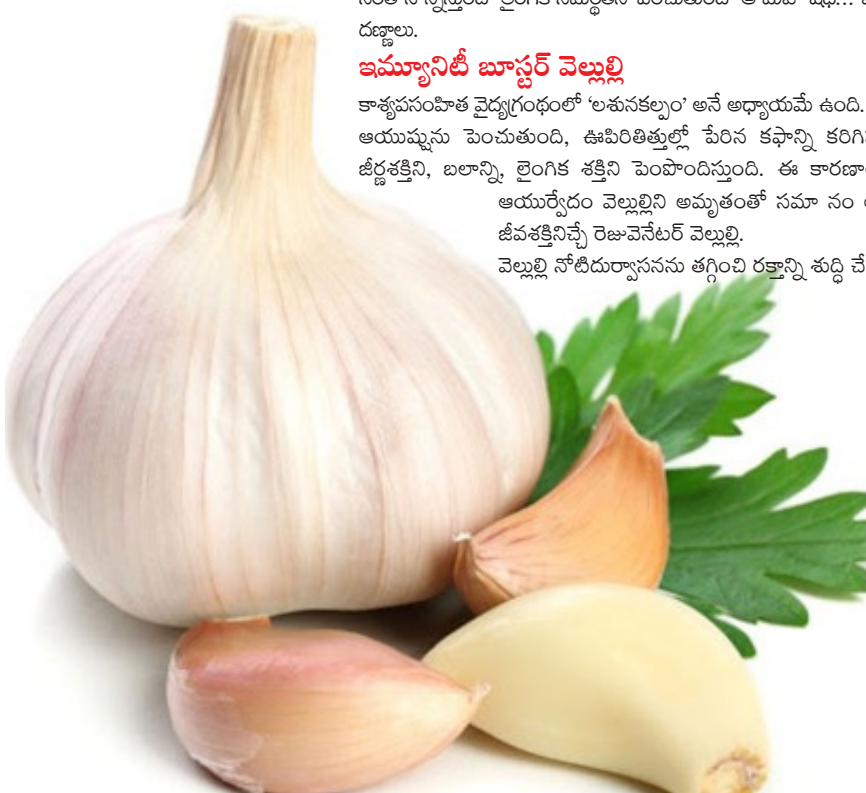 దణ్ణాలు.
ఇమ్యూనిటీ బూస్టర్ వెల్లుల్లి
కాశ్యపసంహిత వైద్యగ్రంథంలో ‘లశునకల్పం’ అనే అధ్యాయమే ఉంది.
ఆయుష్షును పెంచుతుంది, ఊపిరితిత్తుల్లో పేరిన కఫాన్ని
జీర్ణశక్తిని, బలాన్ని, లైంగిక శక్తిని పెంపొందిస్తుంది. ఈ
ఆయుర్వేదం వెల్లుల్లిని అమృతంతో సమా నం
జీవశక్తినిచ్చే రెజువెనేటర్ వెల్లుల్లి.
వెల్లుల్లి నోటిదుర్వాసనను తగ్గించి రక్తాన్ని శుద్ధి